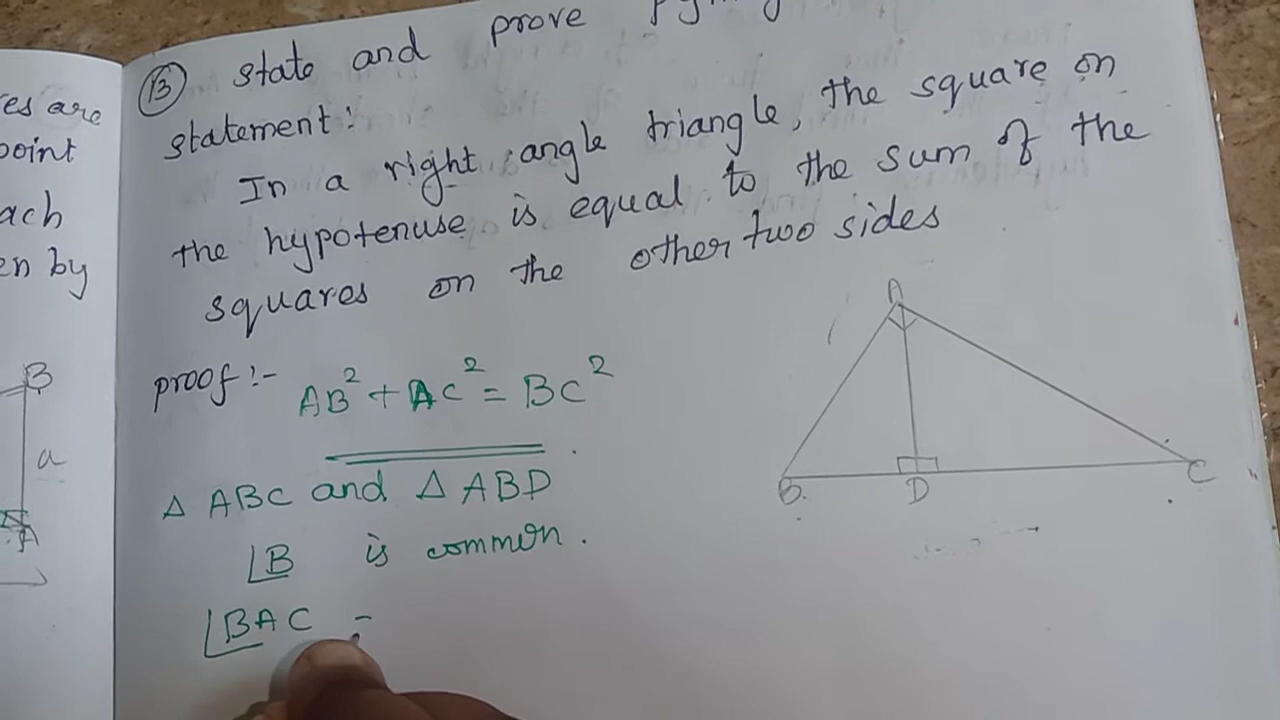 es are
point
ach
en by
B
a
A
13 state and prove
statement:
In a right angle triangle, the square on
the hypotenuse is equal to the sum of the
squares on the other two sides
proof :- AB² + AC² = BC²
A
B. D C
△ ABC and △ ABD
∠B is common.
∠BAC =